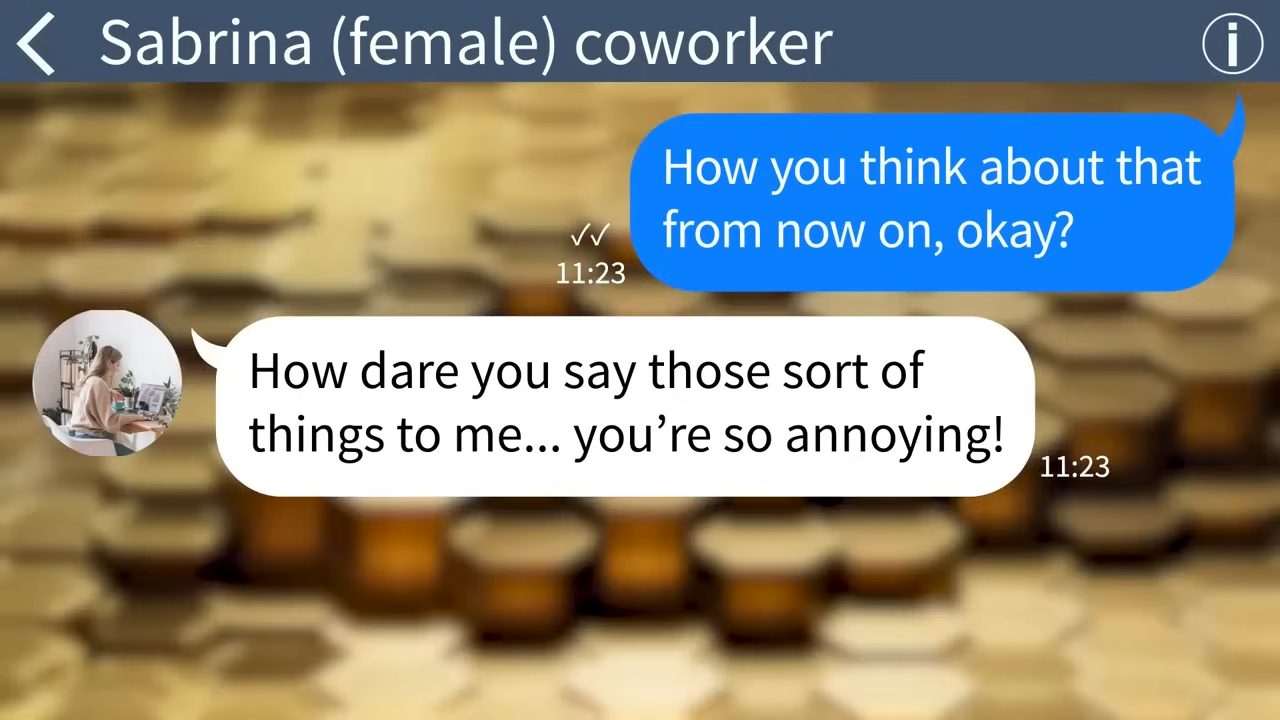 Sabrina (female) coworker
How you think about that
from now on, okay?
✓✓
11:23
How dare you say those sort of
things to me... you’re so annoying!
11:23